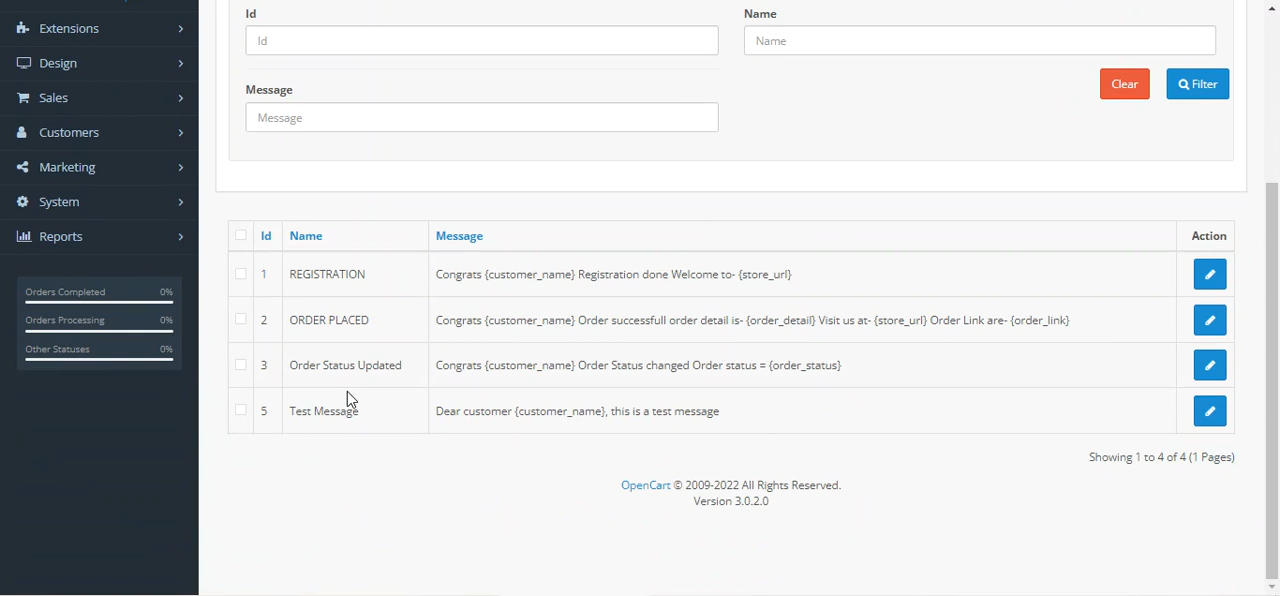 Extensions
Design
Sales
Customers
Marketing
System
Reports
Orders Completed 0%
Orders Processing 0%
Other Statuses 0%
Id Name
Id Name
Message
Message
Clear Filter
Id Name Message Action
1 REGISTRATION Congrats {customer_name} Registration done Welcome to- {store_url}
2 ORDER PLACED Congrats {customer_name} Order successfull order detail is- {order_detail} Visit us at- {store_url} Order Link are- {order_link}
3 Order Status Updated Congrats {customer_name} Order Status changed Order status = {order_status}
5 Test Message Dear customer {customer_name}, this is a test message
Showing 1 to 4 of 4 (1 Pages)
OpenCart © 2009-2022 All Rights Reserved.
Version 3.0.2.0